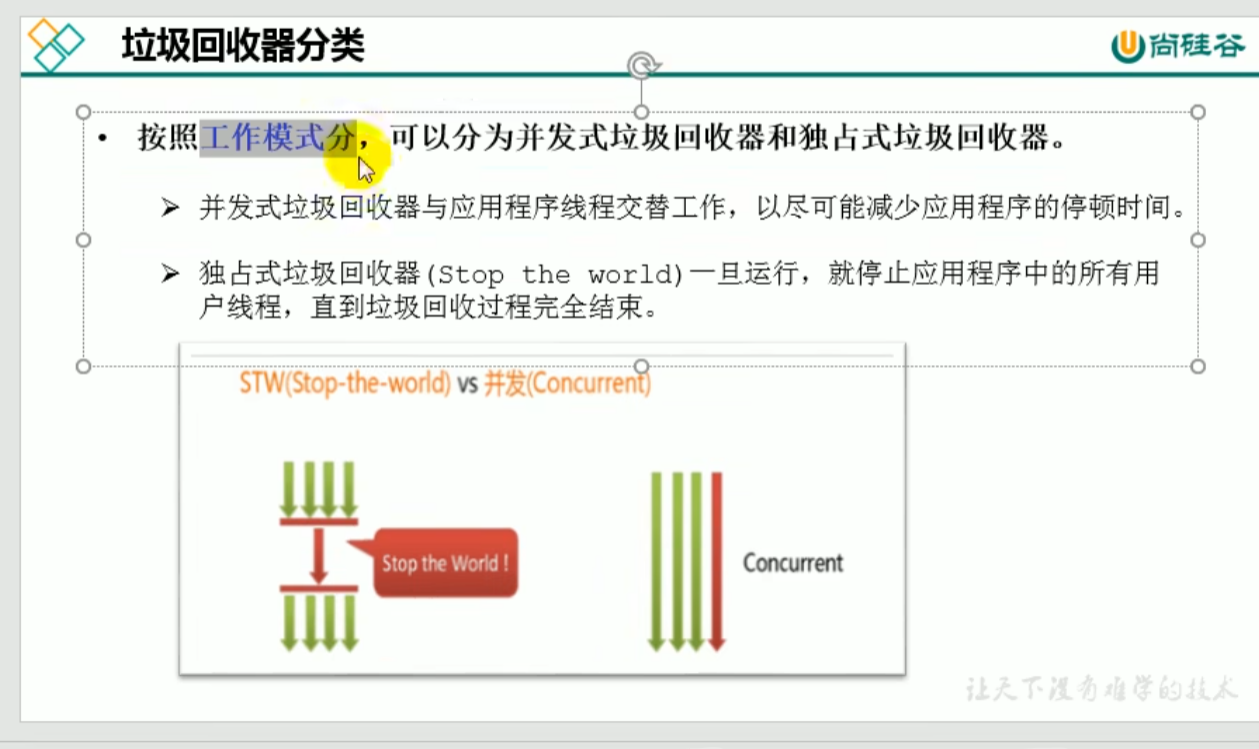 垃圾回收器分类
尚硅谷
• 按照工作模式分，可以分为并发式垃圾回收器和独占式垃圾回收器。
➢ 并发式垃圾回收器与应用程序线程交替工作，以尽可能减少应用程序的停顿时间。
➢ 独占式垃圾回收器(Stop the world)一旦运行，就停止应用程序中的所有用
户线程，直到垃圾回收过程完全结束。
STW(Stop-the-world) vs 并发(Concurrent)
Stop the World !
Concurrent
让天下没有难学的技术